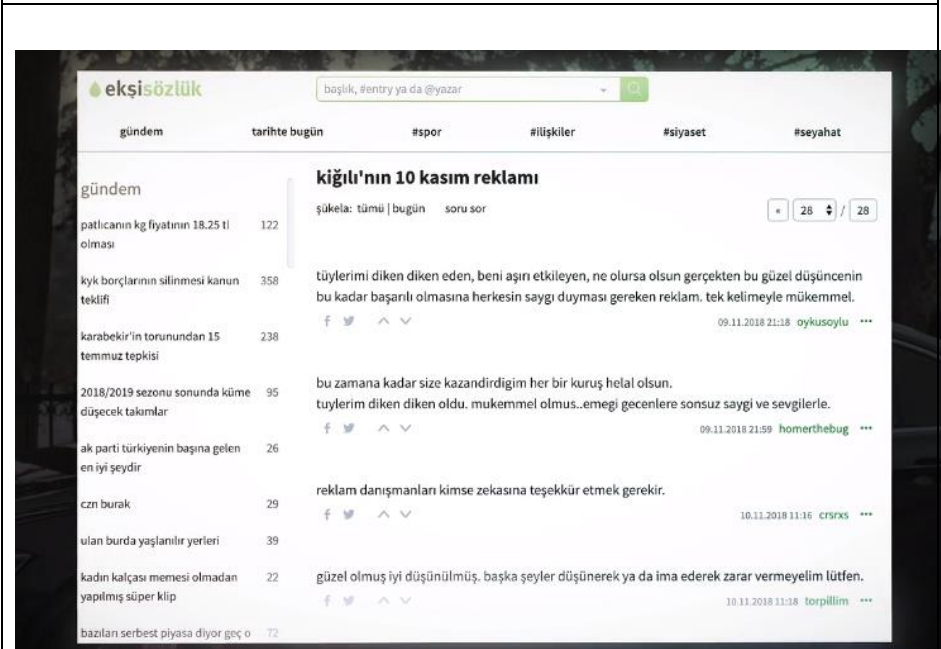 ekşisözlük
başlık, #entry ya da @yazar
gündem
tarihte bugün
#spor
#ilişkiler
#siyaset
#seyahat
gündem
patlıcanın kg fiyatının 18.25 tl
olması
122
kyk borçlarının silinmesi kanun
teklifi
358
karabekir'in torunundan 15
temmuz tepkisi
238
2018/2019 sezonu sonunda küme
düşecek takımlar
95
ak parti türkiyenin başına gelen
en iyi şeydir
26
czn burak
29
ulan burda yaşlanılır yerleri
39
kadın kalçası memesi olmadan
yapılmış süper klip
22
bazıları serbest piyasa diyor geç o
72
kiğılı'nın 10 kasım reklamı
şükela: tümü | bugün soru sor
« 28 / 28
tüylerimi diken diken eden, beni aşırı etkileyen, ne olursa olsun gerçekten bu güzel düşüncenin
bu kadar başarılı olmasına herkesin saygı duyması gereken reklam. tek kelimeyle mükemmel.
09.11.2018 21:18 oykusoylu
bu zamana kadar size kazandirdigim her bir kuruş helal olsun.
tuylerim diken diken oldu. mukemmel olmus..emegi gecenlere sonsuz saygi ve sevgilerle.
09.11.2018 21:59 homerthebug
reklam danışmanları kimse zekasına teşekkür etmek gerekir.
10.11.2018 11:16 crsrxs
güzel olmuş iyi düşünülmüş. başka şeyler düşünerek ya da ima ederek zarar vermeyelim lütfen.
10.11.2018 11:18 torpillim